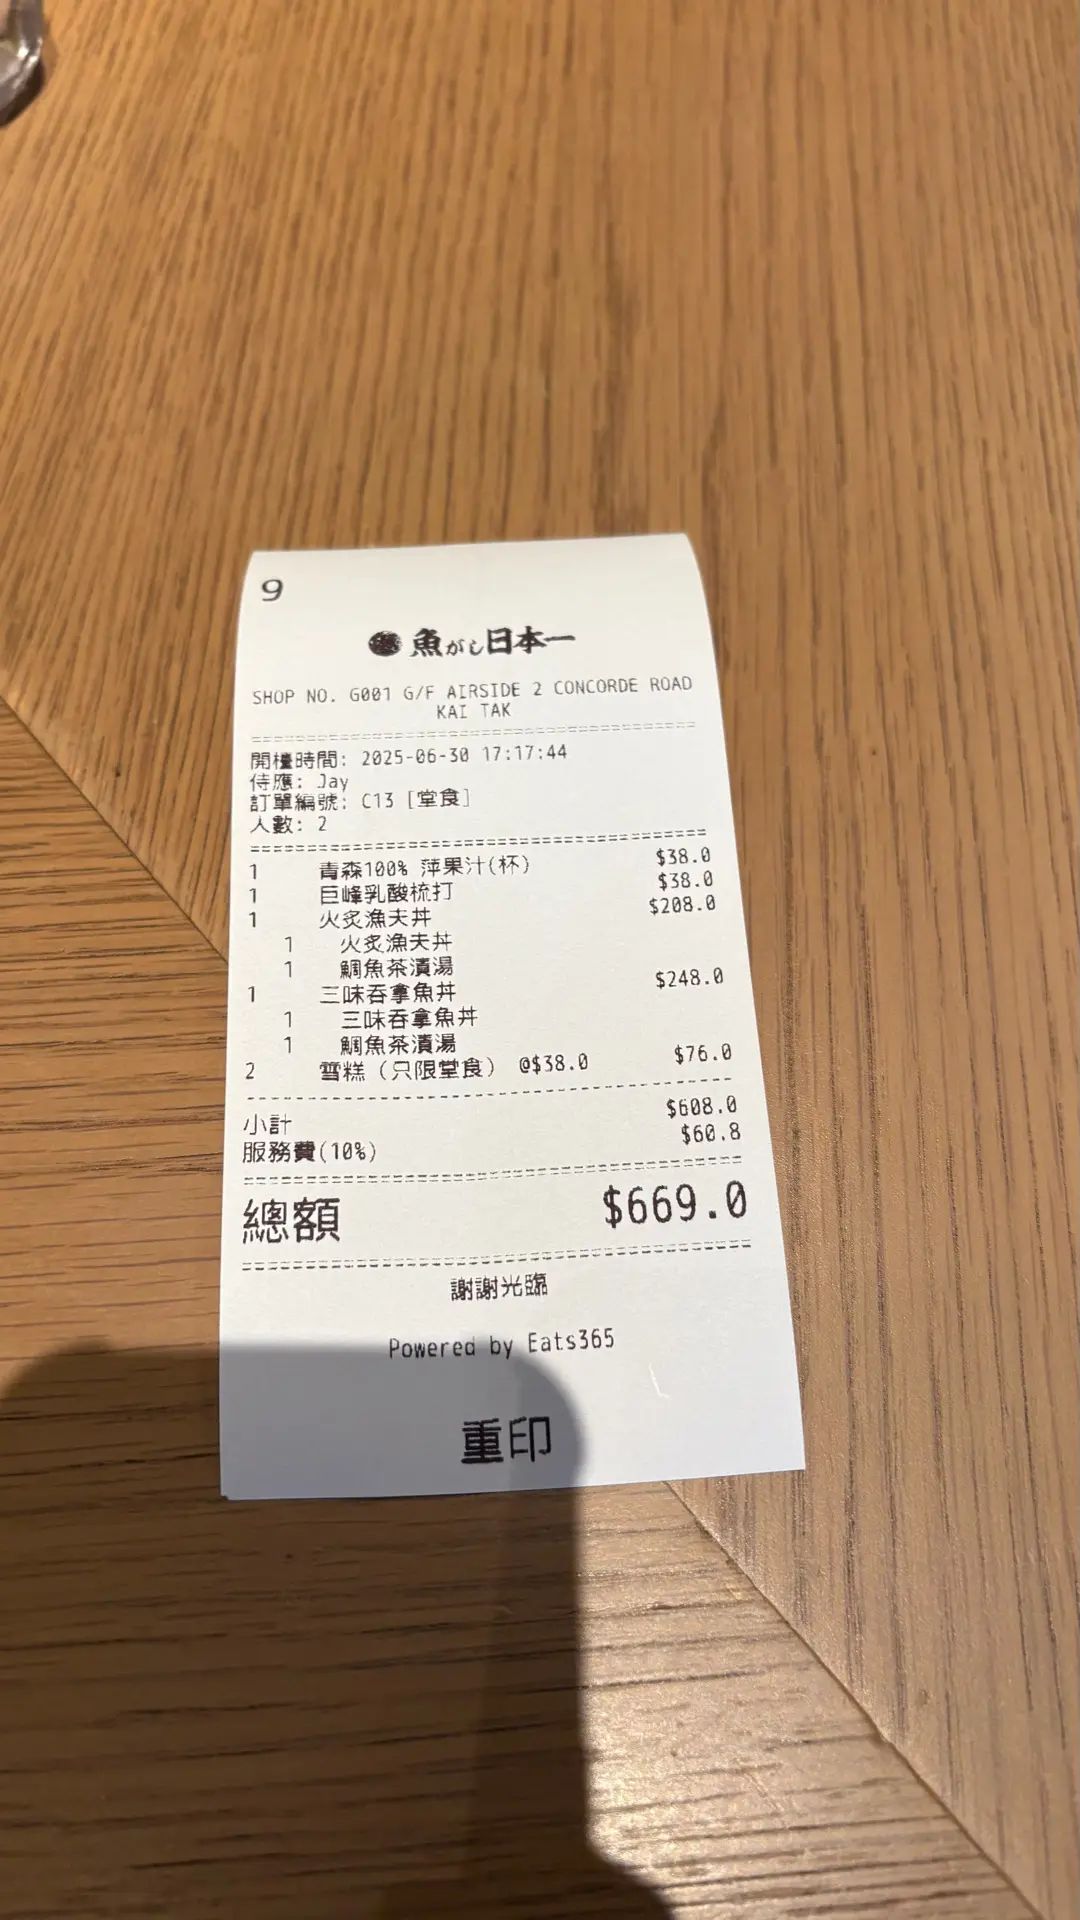 9
魚がし日本一
SHOP NO. G001 G/F AIRSIDE 2 CONCORDE ROAD
KAI TAK
開檯時間: 2025-06-30 17:17:44
侍應: Jay
訂單編號: C13 [堂食]
人數: 2
1 青森100% 萍果汁(杯) $38.0
1 巨峰乳酸梳打 $38.0
1 火炙漁夫丼 $208.0
1 火炙漁夫丼
1 鯛魚茶漬湯
1 三味吞拿魚丼 $248.0
1 三味吞拿魚丼
1 鯛魚茶漬湯
2 雪糕（只限堂食） @$38.0 $76.0
小計 $608.0
服務費(10%) $60.8
總額 $669.0
謝謝光臨
Powered by Eats365
重印